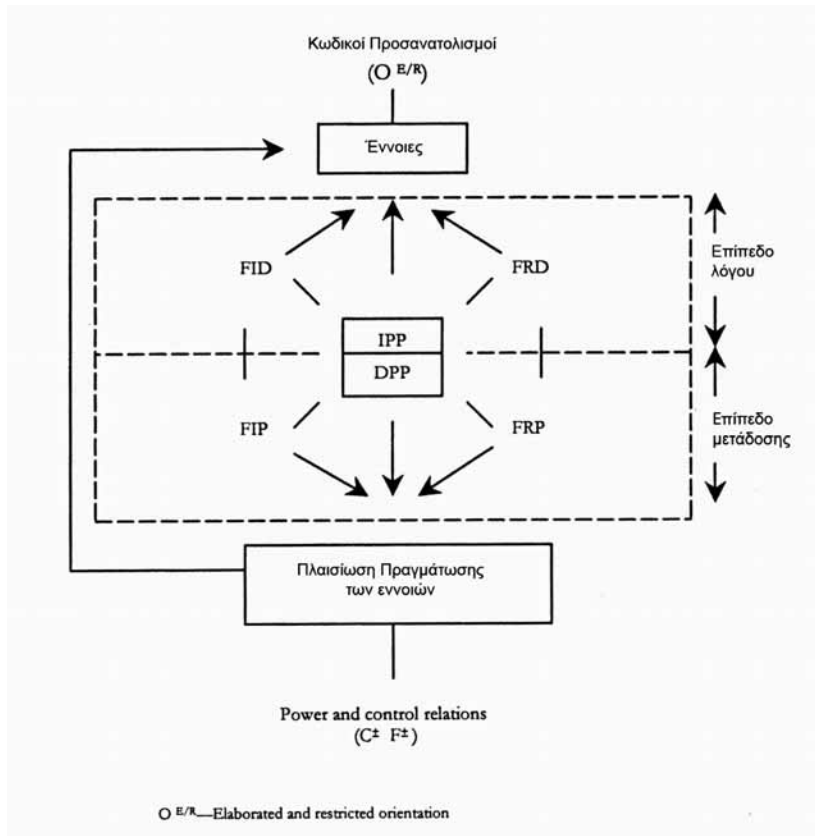 Κωδικοί Προσανατολισμοί
(O E/R)
Έννοιες
Επίπεδο
λόγου
FID
FRD
IPP
DPP
FIP
FRP
Επίπεδο
μετάδοσης
Πλαισίωση Πραγμάτωσης
των εννοιών
Power and control relations
(C± F±)
O E/R—Elaborated and restricted orientation